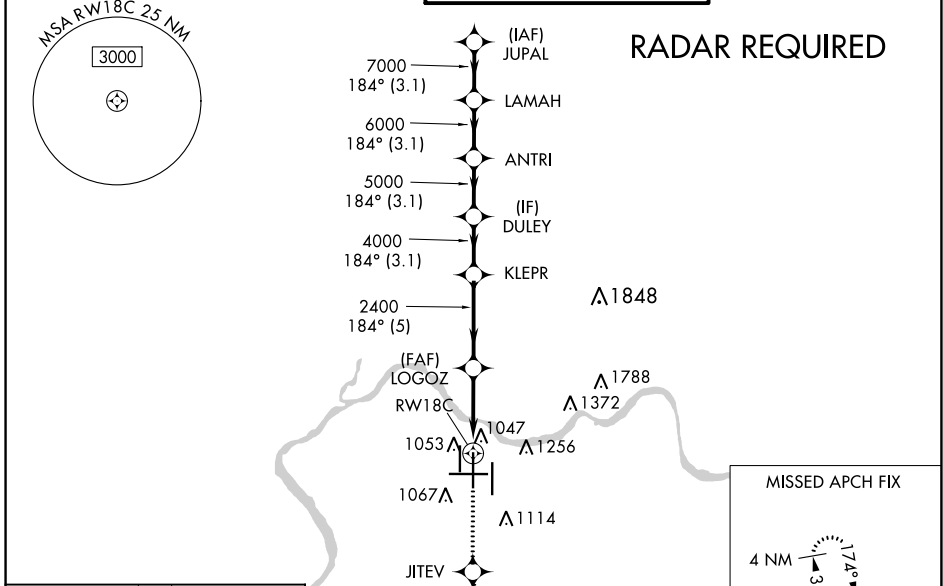 MSA RW18C 25 NM
3000
(IAF)
JUPAL
RADAR REQUIRED
7000
184° (3.1)
LAMAH
6000
184° (3.1)
ANTRI
5000
184° (3.1)
(IF)
DULEY
4000
184° (3.1)
KLEPR
1848
2400
184° (5)
(FAF)
LOGOZ
1788
1372
RW18C
1047
1053
1256
MISSED APCH FIX
1067
1114
4 NM
174°
3
JITEV